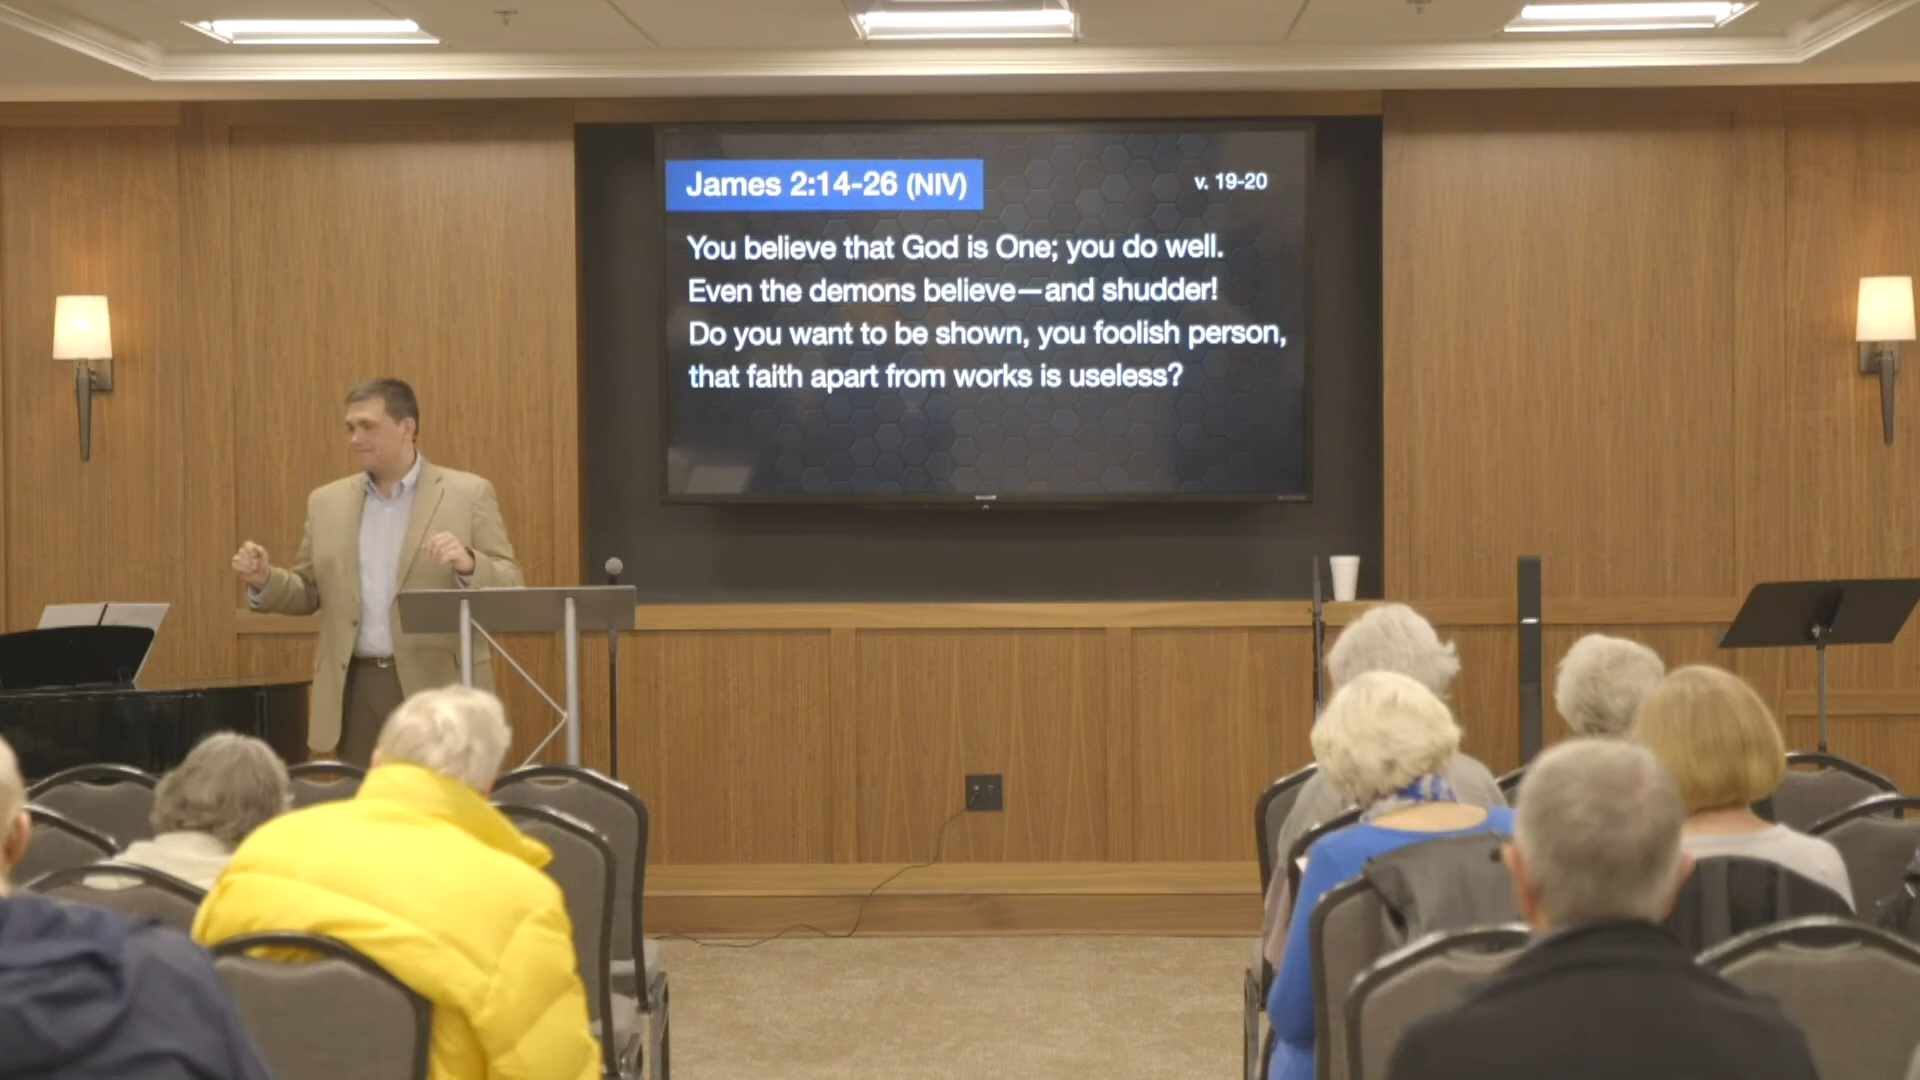 James 2:14-26 (NIV)
v. 19-20
You believe that God is One; you do well.
Even the demons believe—and shudder!
Do you want to be shown, you foolish person,
that faith apart from works is useless?